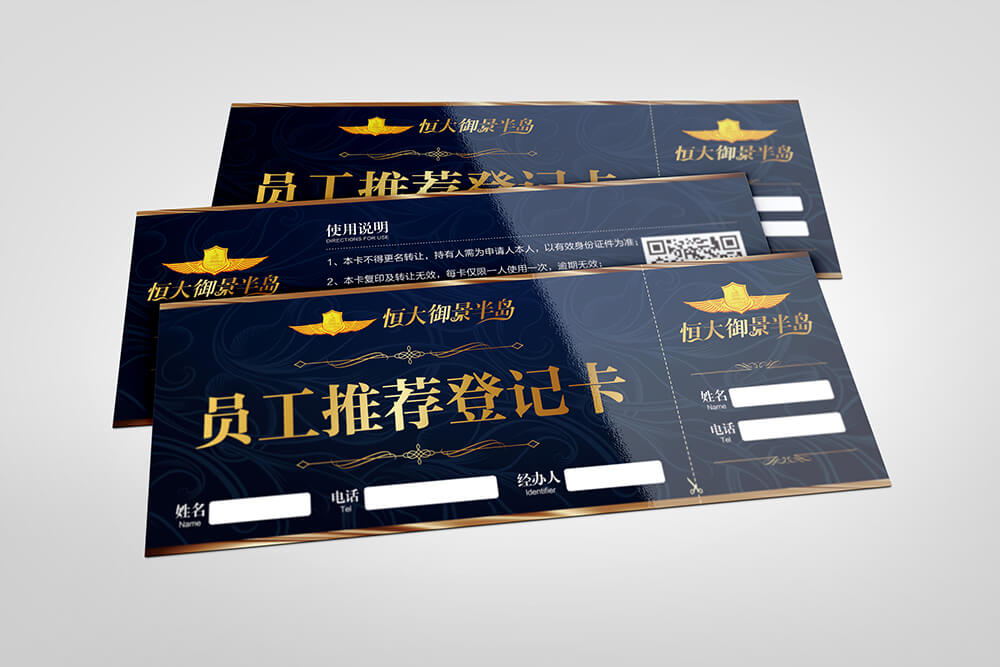 恒大御景半岛
员工推荐登记卡
恒大御景半岛
恒大御景半岛
使用说明
DIRECTIONS FOR USE
1、本卡不得更名转让，持有人需为申请人本人，以有效身份证件为准；
2、本卡复印及转让无效，每卡仅限一人使用一次，逾期无效；
恒大御景半岛
员工推荐登记卡
姓名
Name
电话
Tel
经办人
Identifier
恒大御景半岛
姓名
Name
电话
Tel